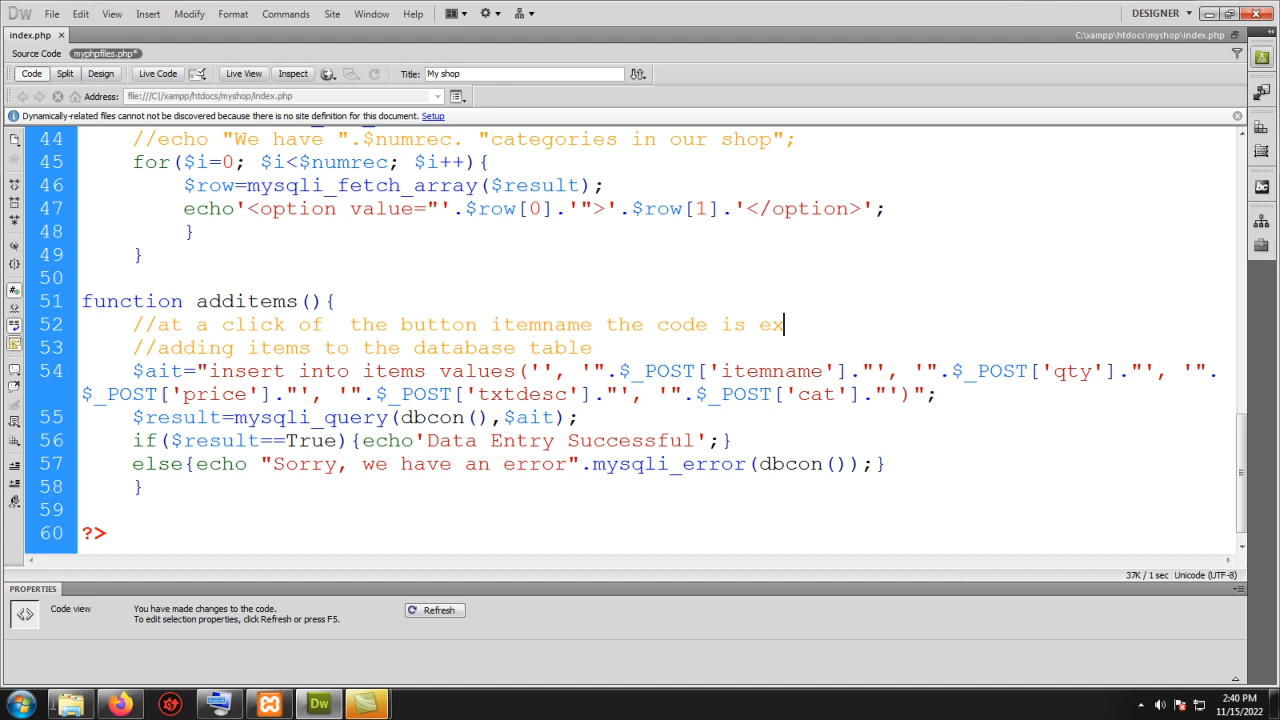 Dw File Edit View Insert Modify Format Commands Site Window Help DESIGNER
index.php C:\xampp\htdocs\myshop\index.php
Source Code myphpfiles.php*
Code Split Design Live Code Live View Inspect Title: My shop
Address: file:///C|/xampp/htdocs/myshop/index.php
Dynamically-related files cannot be discovered because there is no site definition for this document. Setup
44 //echo "We have ".$numrec. "categories in our shop";
45 for($i=0; $i<$numrec; $i++){
46 $row=mysqli_fetch_array($result);
47 echo'<option value="'.$row[0].'">'.$row[1].'</option>';
48 }
49 }
50
51 function additems(){
52 //at a click of  the button itemname the code is ex
53 //adding items to the database table
54 $ait="insert into items values('', '".$_POST['itemname']."', '".$_POST['qty']."', '".
$_POST['price']."', '".$_POST['txtdesc']."', '".$_POST['cat']."')";
55 $result=mysqli_query(dbcon(),$ait);
56 if($result==True){echo'Data Entry Successful';}
57 else{echo "Sorry, we have an error".mysqli_error(dbcon());}
58 }
59
60 ?>
37K / 1 sec Unicode (UTF-8)
PROPERTIES
Code view You have made changes to the code. Refresh
To edit selection properties, click Refresh or press F5.
Dw 2:40 PM
11/15/2022